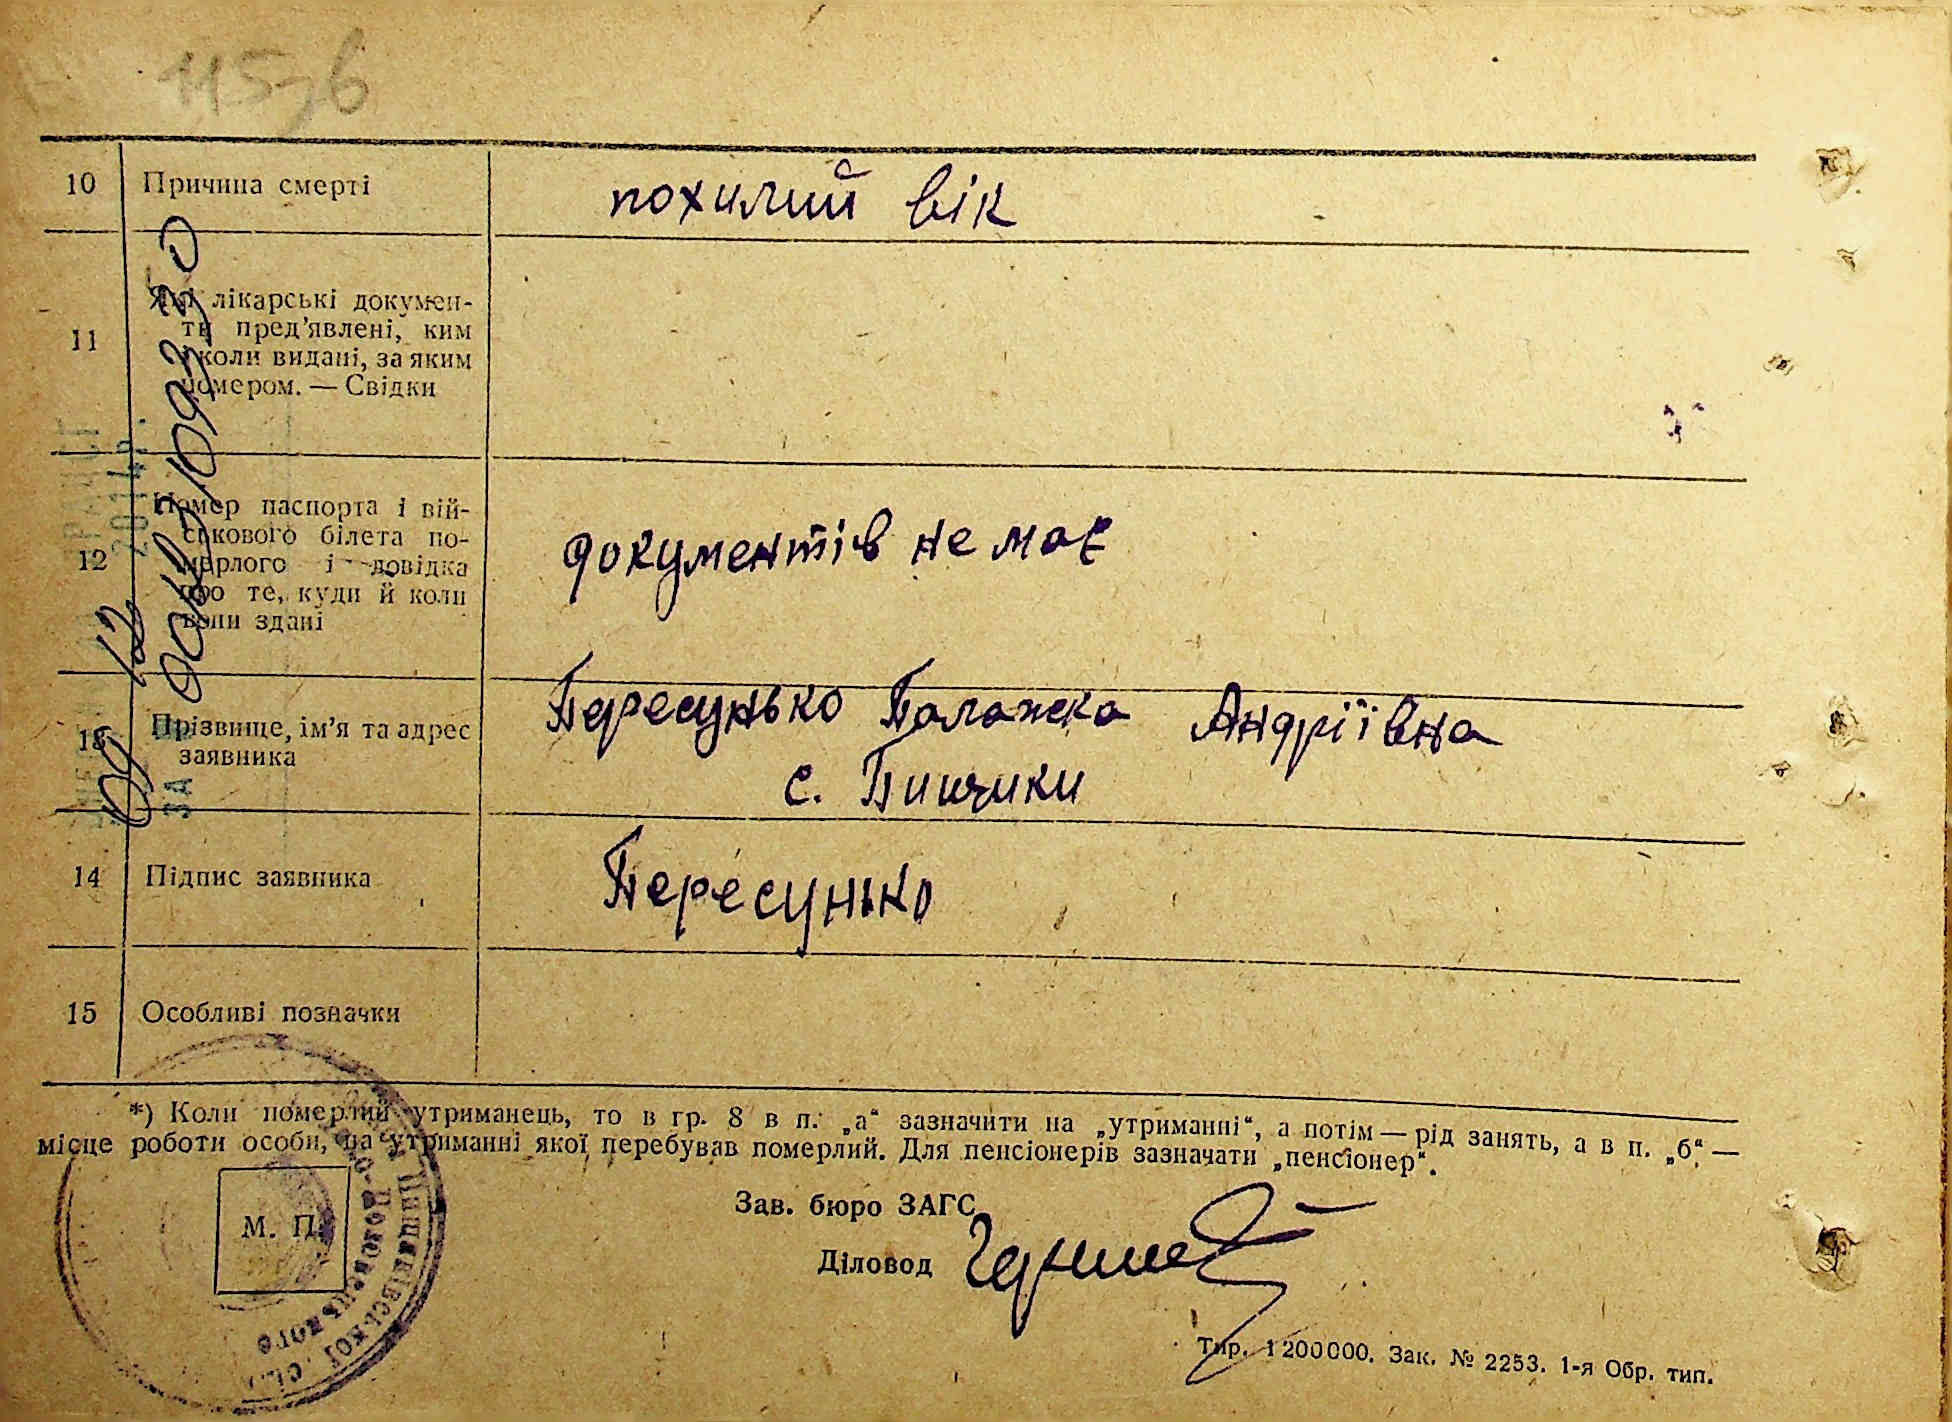 115-6
10 Причина смерті похилий вік
11 Які лікарські докумен-
ти пред’явлені, ким
і коли видані, за яким
номером. — Свідки
12 Номер паспорта і вій-
ськового білета по-
мерлого і довідка
про те, куди й коли
вони здані
документів не має
13 Прізвище, ім’я та адрес
заявника
Пересунько Палажка Андріївна
с. Пищики
14 Підпис заявника Пересунько
15 Особливі позначки
*) Коли померлий утриманець, то в гр. 8 в п. „а“ зазначити на „утриманні“, а потім — рід занять, а в п. „б“ —
місце роботи особи, на утриманні якої перебував померлий. Для пенсіонерів зазначати „пенсіонер“.
М. П.
Зав. бюро ЗАГС
Діловод
Тир. 1200000. Зак. № 2253. 1-я Обр. тип.
ЗА